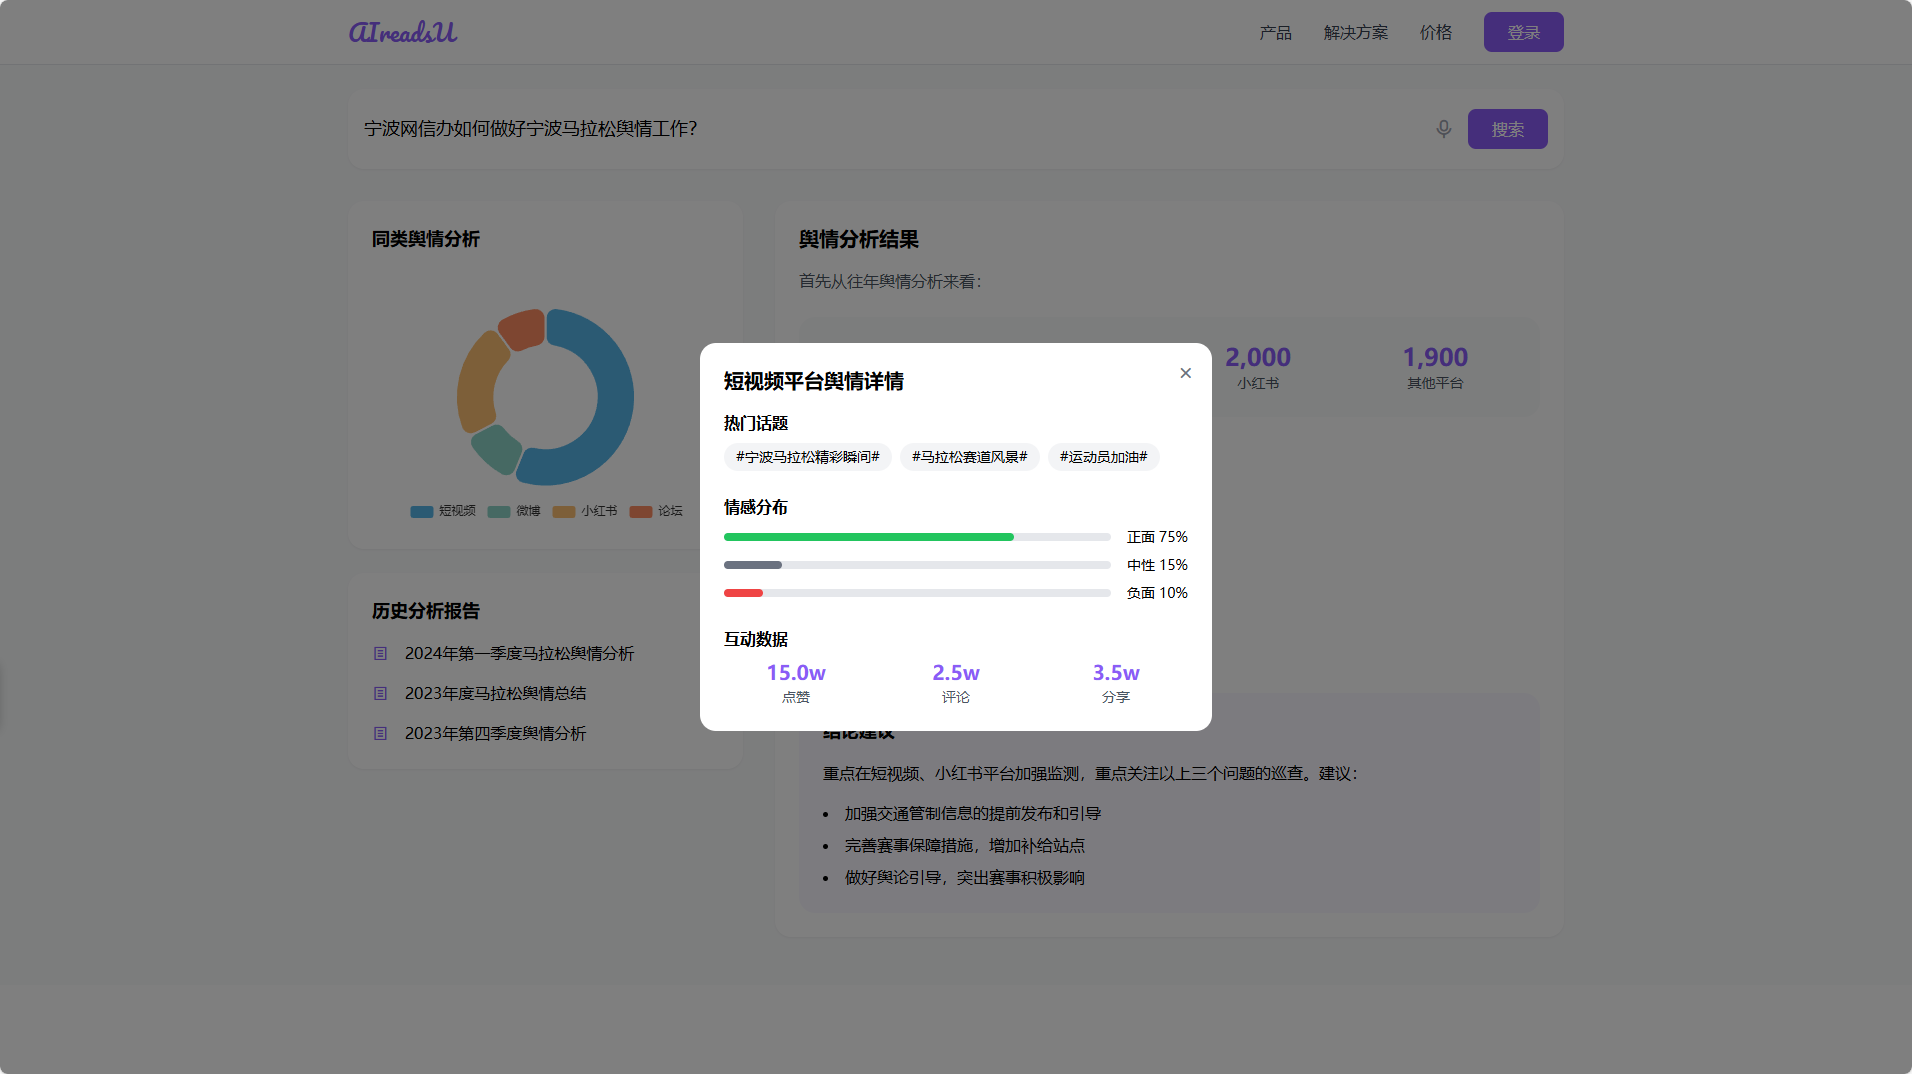 AIreadsU
产品
解决方案
价格
登录
宁波网信办如何做好宁波马拉松舆情工作？
搜索
同类舆情分析
短视频
微博
小红书
论坛
历史分析报告
2024年第一季度马拉松舆情分析
2023年度马拉松舆情总结
2023年第四季度舆情分析
舆情分析结果
首先从往年舆情分析来看：
2,000
小红书
1,900
其他平台
短视频平台舆情详情
热门话题
#宁波马拉松精彩瞬间#
#马拉松赛道风景#
#运动员加油#
情感分布
正面 75%
中性 15%
负面 10%
互动数据
15.0w
点赞
2.5w
评论
3.5w
分享
结论建议
重点在短视频、小红书平台加强监测，重点关注以上三个问题的巡查。建议：
• 加强交通管制信息的提前发布和引导
• 完善赛事保障措施，增加补给站点
• 做好舆论引导，突出赛事积极影响